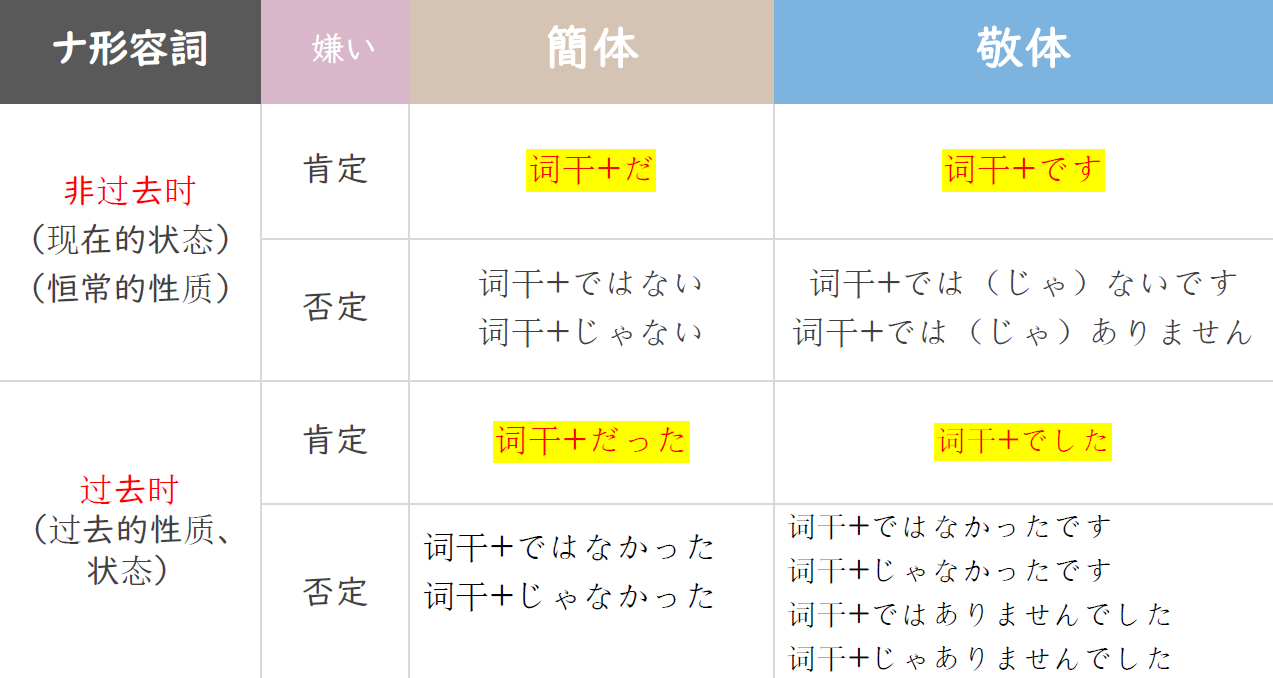 ナ形容詞
嫌い
簡体
敬体
非过去时
（现在的状态）
（恒常的性质）
肯定
词干+だ
词干+です
否定
词干+ではない
词干+じゃない
词干+では（じゃ）ないです
词干+では（じゃ）ありません
过去时
（过去的性质、
状态）
肯定
词干+だった
词干+でした
否定
词干+ではなかった
词干+じゃなかった
词干+ではなかったです
词干+じゃなかったです
词干+ではありませんでした
词干+じゃありませんでした